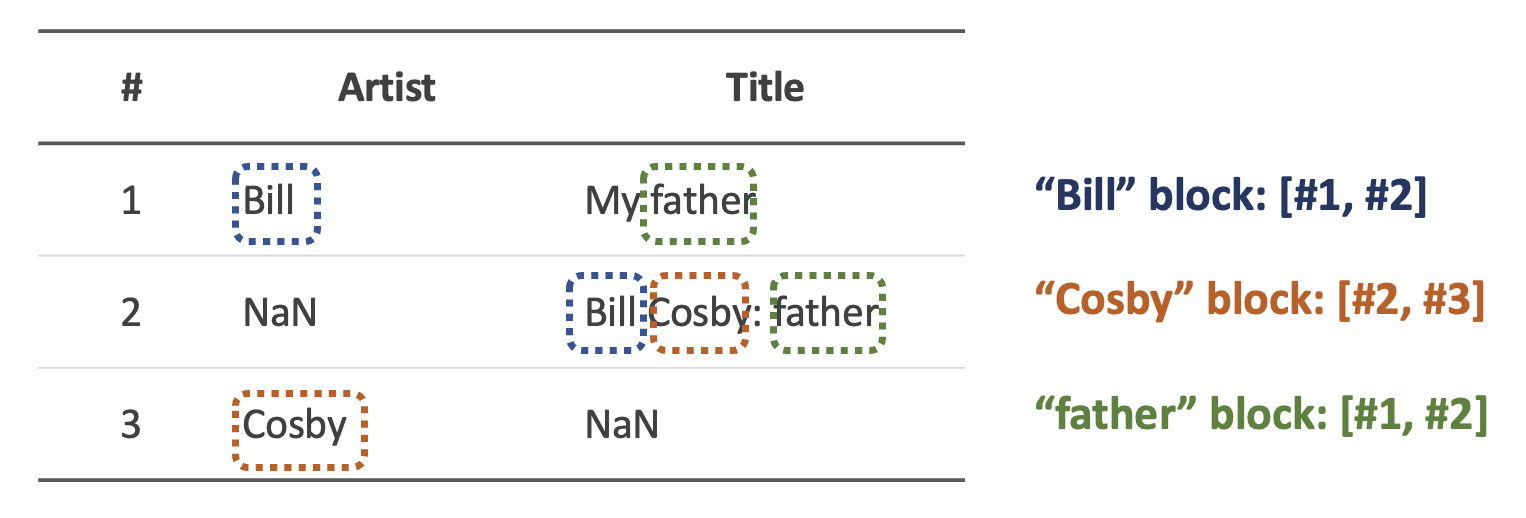 # Artist Title
1 Bill My father “Bill” block: [#1, #2]
2 NaN Bill Cosby: father “Cosby” block: [#2, #3]
3 Cosby NaN “father” block: [#1, #2]